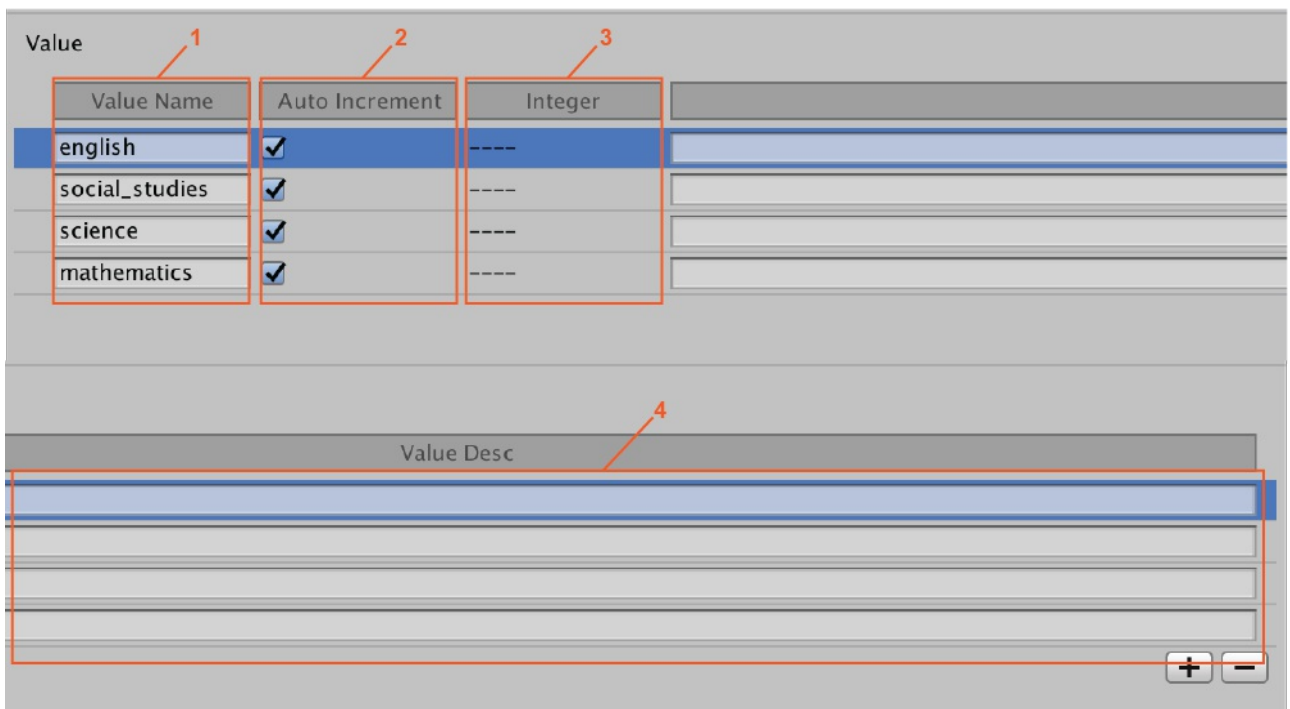 Value
1
2
3
Value Name Auto Increment Integer
english ----
social_studies ----
science ----
mathematics ----
4
Value Desc
+ −